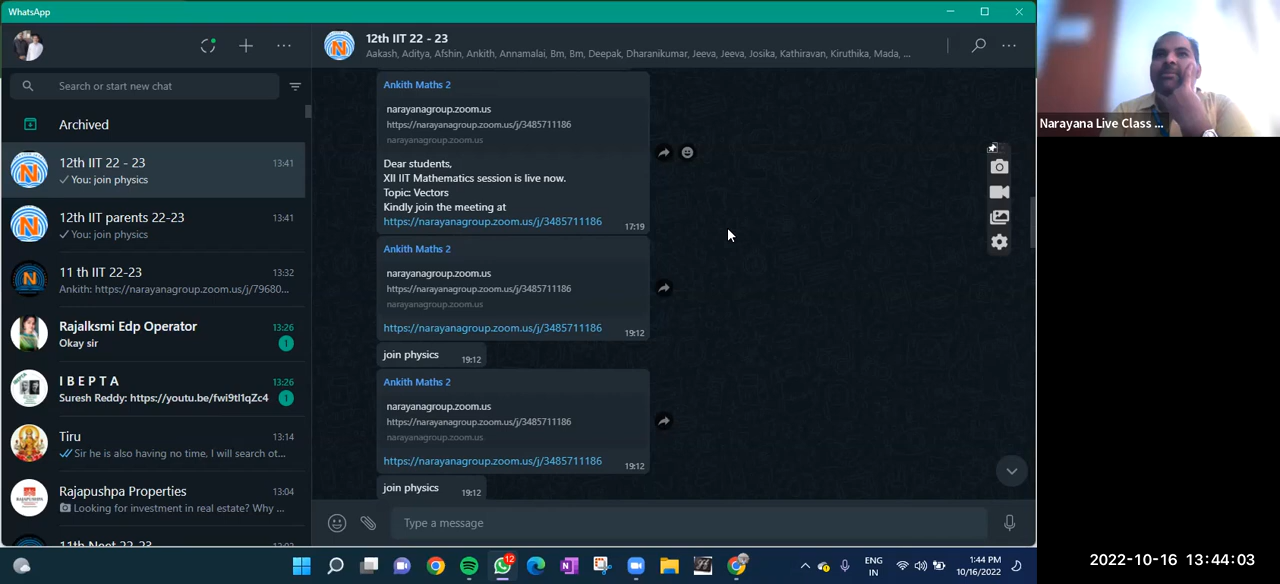 WhatsApp
12th IIT 22 - 23
Aakash, Aditya, Afshin, Ankith, Annamalai, Bm, Bm, Deepak, Dharanikumar, Jeeva, Jeeva, Josika, Kathiravan, Kiruthika, Mada, ...
Search or start new chat
Archived
12th IIT 22 - 23
13:41
You: join physics
12th IIT parents 22-23
13:41
You: join physics
11 th IIT 22-23
13:32
Ankith: https://narayanagroup.zoom.us/j/79680...
Rajalksmi Edp Operator
13:26
Okay sir
1
I B E P T A
13:26
Suresh Reddy: https://youtu.be/fwi9tl1qZc4
1
Tiru
13:14
Sir he is also having no time, I will search ot...
Rajapushpa Properties
13:04
Looking for investment in real estate? Why ...
Ankith Maths 2
narayanagroup.zoom.us
https://narayanagroup.zoom.us/j/3485711186
narayanagroup.zoom.us
Dear students,
XII IIT Mathematics session is live now.
Topic: Vectors
Kindly join the meeting at
https://narayanagroup.zoom.us/j/3485711186
17:19
Ankith Maths 2
narayanagroup.zoom.us
https://narayanagroup.zoom.us/j/3485711186
narayanagroup.zoom.us
https://narayanagroup.zoom.us/j/3485711186
19:12
join physics
19:12
Ankith Maths 2
narayanagroup.zoom.us
https://narayanagroup.zoom.us/j/3485711186
narayanagroup.zoom.us
https://narayanagroup.zoom.us/j/3485711186
19:12
join physics
19:12
Type a message
Narayana Live Class ...
12
ENG
IN
1:44 PM
10/16/2022
2022-10-16 13:44:03